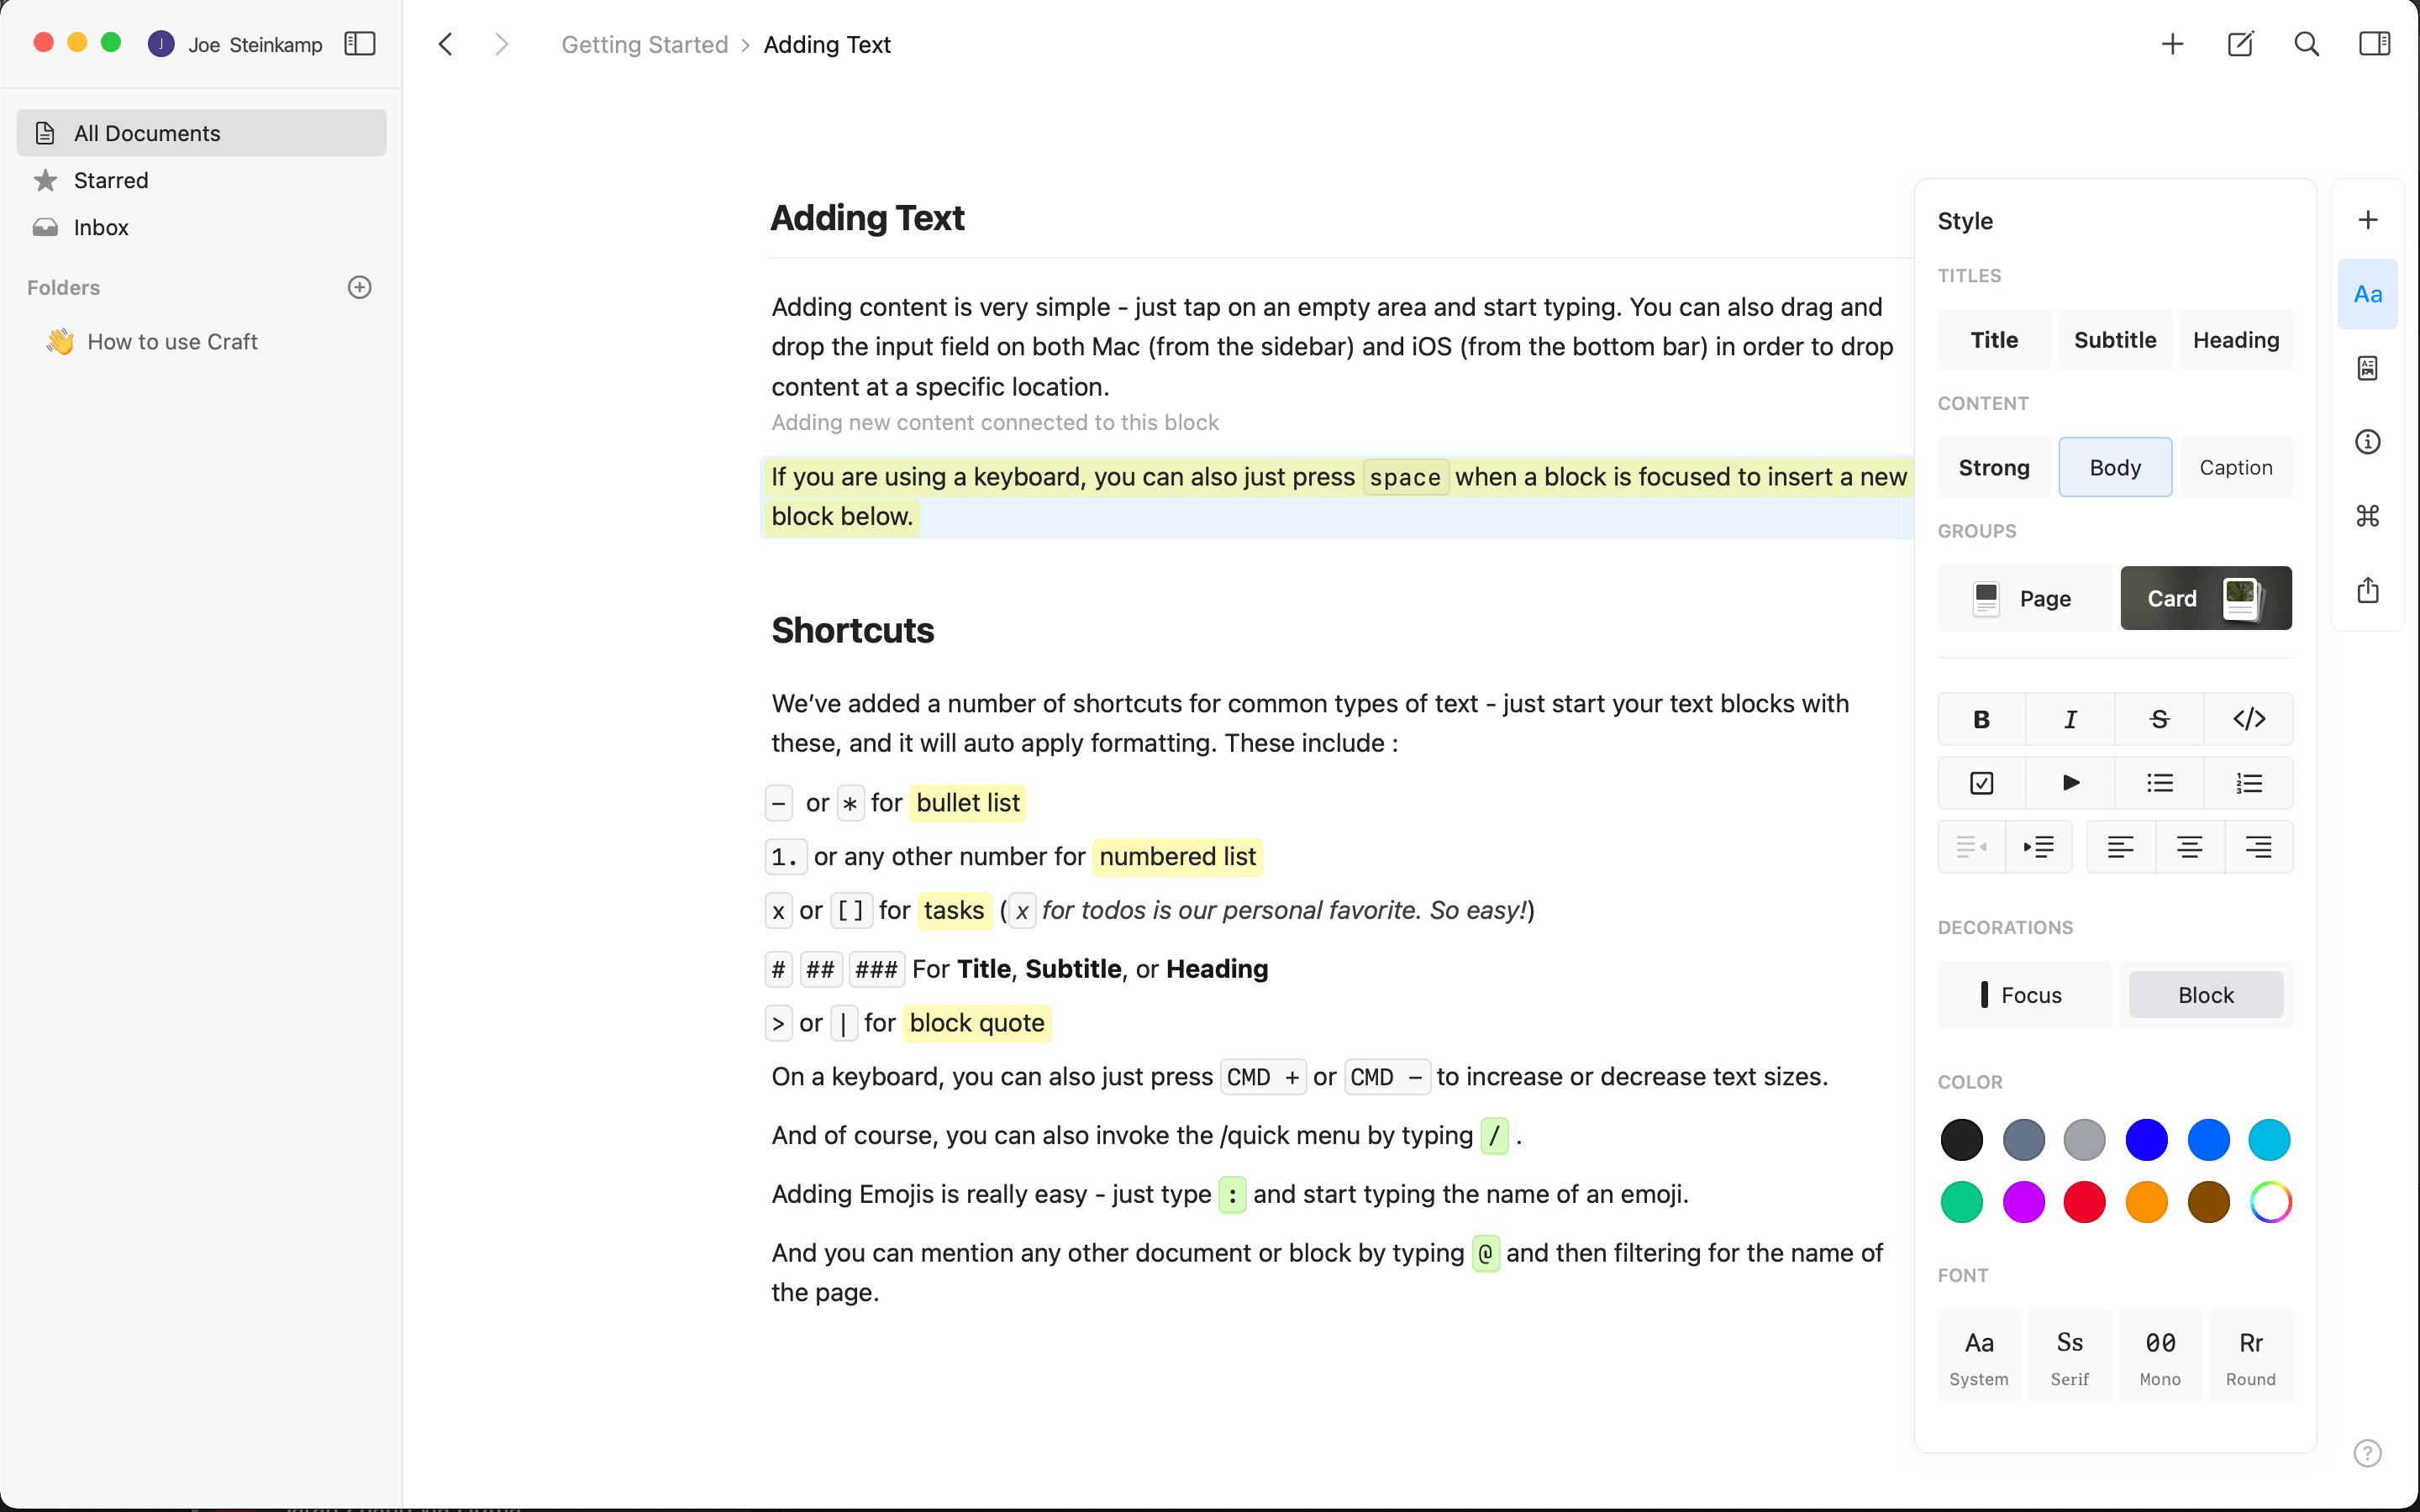 J Joe Steinkamp
Getting Started › Adding Text
All Documents
Starred
Inbox
Folders
👋 How to use Craft
Adding Text
Adding content is very simple - just tap on an empty area and start typing. You can also drag and
drop the input field on both Mac (from the sidebar) and iOS (from the bottom bar) in order to drop
content at a specific location.
Adding new content connected to this block
If you are using a keyboard, you can also just press space when a block is focused to insert a new
block below.
Shortcuts
We’ve added a number of shortcuts for common types of text - just start your text blocks with
these, and it will auto apply formatting. These include :
- or * for bullet list
1. or any other number for numbered list
x or [] for tasks (x for todos is our personal favorite. So easy!)
# ## ### For Title, Subtitle, or Heading
> or | for block quote
On a keyboard, you can also just press CMD + or CMD - to increase or decrease text sizes.
And of course, you can also invoke the /quick menu by typing / .
Adding Emojis is really easy - just type : and start typing the name of an emoji.
And you can mention any other document or block by typing @ and then filtering for the name of
the page.
Style
TITLES
Title Subtitle Heading
CONTENT
Strong Body Caption
GROUPS
Page Card
B I S </>
DECORATIONS
Focus Block
COLOR
FONT
Aa Ss 00 Rr
System Serif Mono Round
Aa
?